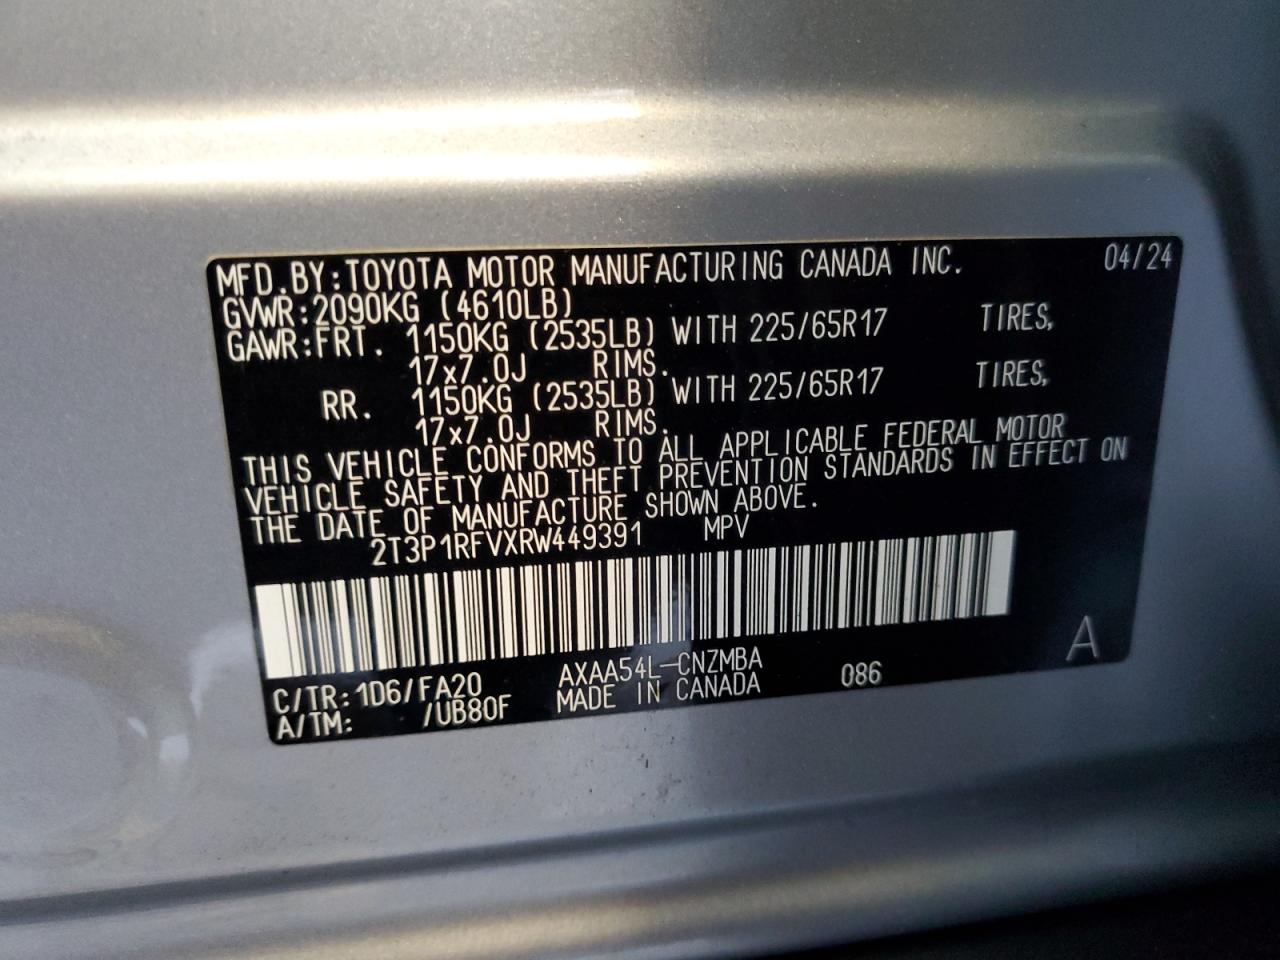 MFD.BY:TOYOTA MOTOR MANUFACTURING CANADA INC. 04/24
GVWR:2090KG (4610LB)
GAWR:FRT. 1150KG (2535LB) WITH 225/65R17 TIRES,
17x7.0J RIMS.
RR. 1150KG (2535LB) WITH 225/65R17 TIRES,
17x7.0J RIMS.
THIS VEHICLE CONFORMS TO ALL APPLICABLE FEDERAL MOTOR
VEHICLE SAFETY AND THEFT PREVENTION STANDARDS IN EFFECT ON
THE DATE OF MANUFACTURE SHOWN ABOVE.
2T3P1RFVXRW449391 MPV
A
C/TR:1D6/FA20 AXAA54L-CNZMBA 086
A/TM: /UB80F MADE IN CANADA